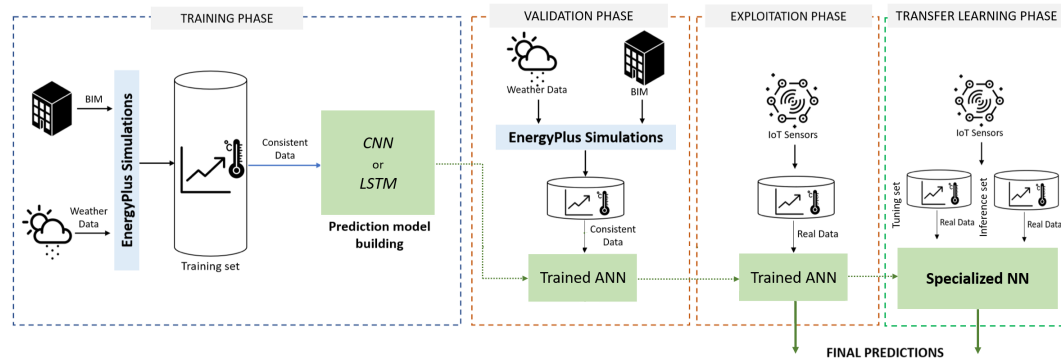 TRAINING PHASE
BIM
Weather
Data
EnergyPlus Simulations
°C
Training set
Consistent
Data
CNN
or
LSTM
Prediction model
building
VALIDATION PHASE
Weather Data
BIM
EnergyPlus Simulations
°C
Consistent
Data
Trained ANN
EXPLOITATION PHASE
IoT Sensors
°C
Real Data
Trained ANN
TRANSFER LEARNING PHASE
IoT Sensors
Tuning set
°C
Inference set
°C
Real Data
Real Data
Specialized NN
FINAL PREDICTIONS